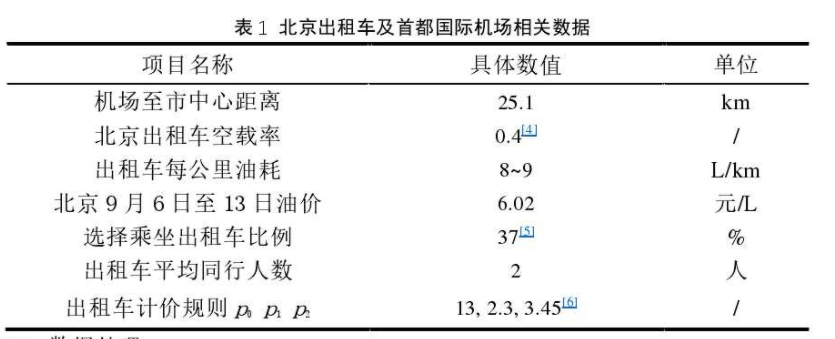 表 1 北京出租车及首都国际机场相关数据
项目名称 具体数值 单位
机场至市中心距离 25.1 km
北京出租车空载率 0.4[4] /
出租车每公里油耗 8~9 L/km
北京 9 月 6 日至 13 日油价 6.02 元/L
选择乘坐出租车比例 37[5] %
出租车平均同行人数 2 人
出租车计价规则 p0 p1 p2 13, 2.3, 3.45[6] /